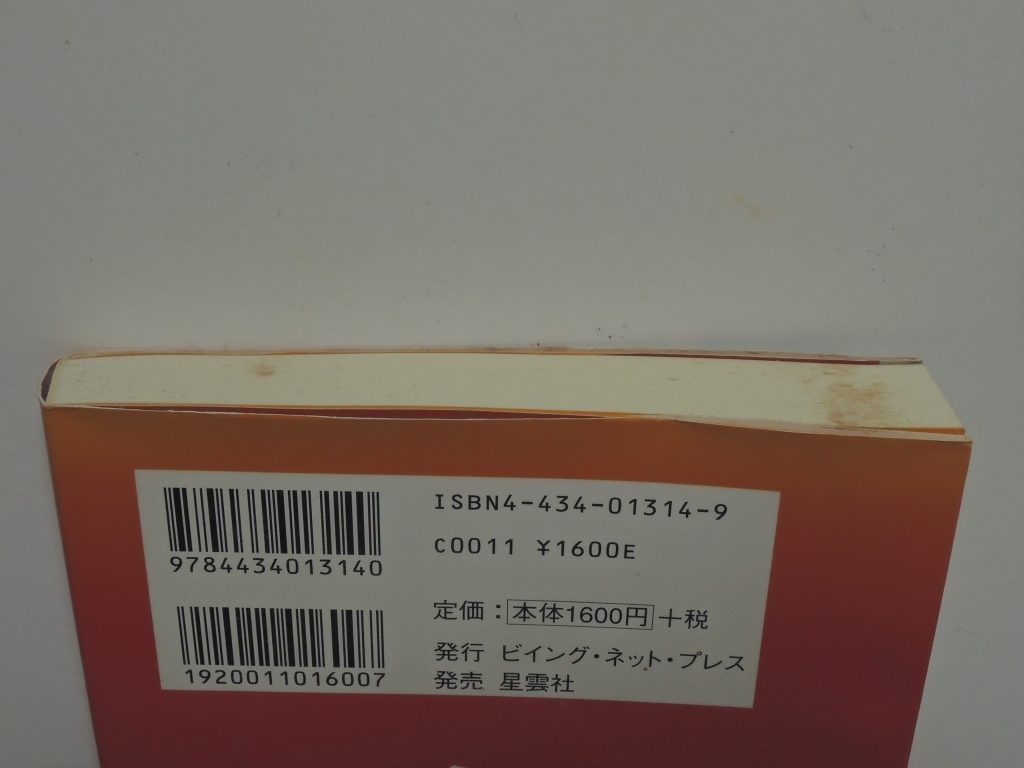 ISBN4-434-01314-9
C0011 ¥1600E
9784434013140
定価：本体1600円＋税
発行 ビイング・ネット・プレス
発売 星雲社
1920011016007